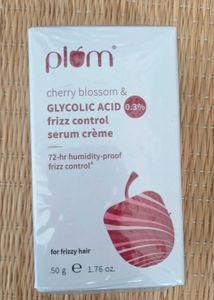 plum®
cherry blossom &
GLYCOLIC ACID 0.3%
frizz control
serum crème
72-hr humidity-proof
frizz control^
for frizzy hair
50 g | 1.76 oz.